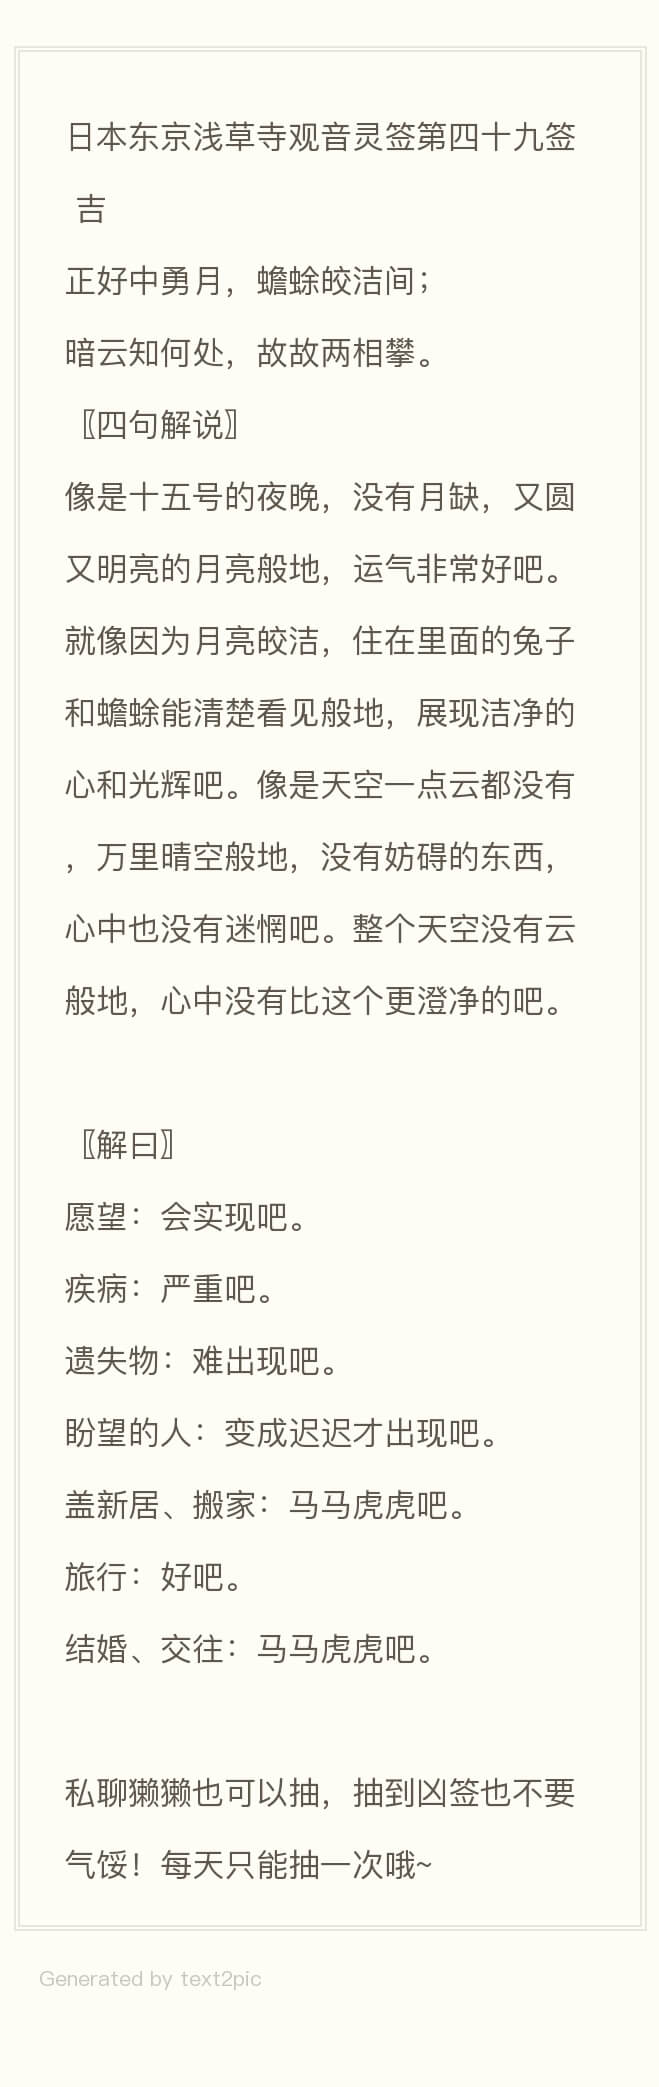 日本东京浅草寺观音灵签第四十九签
吉
正好中勇月，蟾蜍皎洁间；
暗云知何处，故故两相攀。
〖四句解说〗
像是十五号的夜晚，没有月缺，又圆
又明亮的月亮般地，运气非常好吧。
就像因为月亮皎洁，住在里面的兔子
和蟾蜍能清楚看见般地，展现洁净的
心和光辉吧。像是天空一点云都没有
，万里晴空般地，没有妨碍的东西，
心中也没有迷惘吧。整个天空没有云
般地，心中没有比这个更澄净的吧。
〖解曰〗
愿望：会实现吧。
疾病：严重吧。
遗失物：难出现吧。
盼望的人：变成迟迟才出现吧。
盖新居、搬家：马马虎虎吧。
旅行：好吧。
结婚、交往：马马虎虎吧。
私聊獭獭也可以抽，抽到凶签也不要
气馁！每天只能抽一次哦~
Generated by text2pic